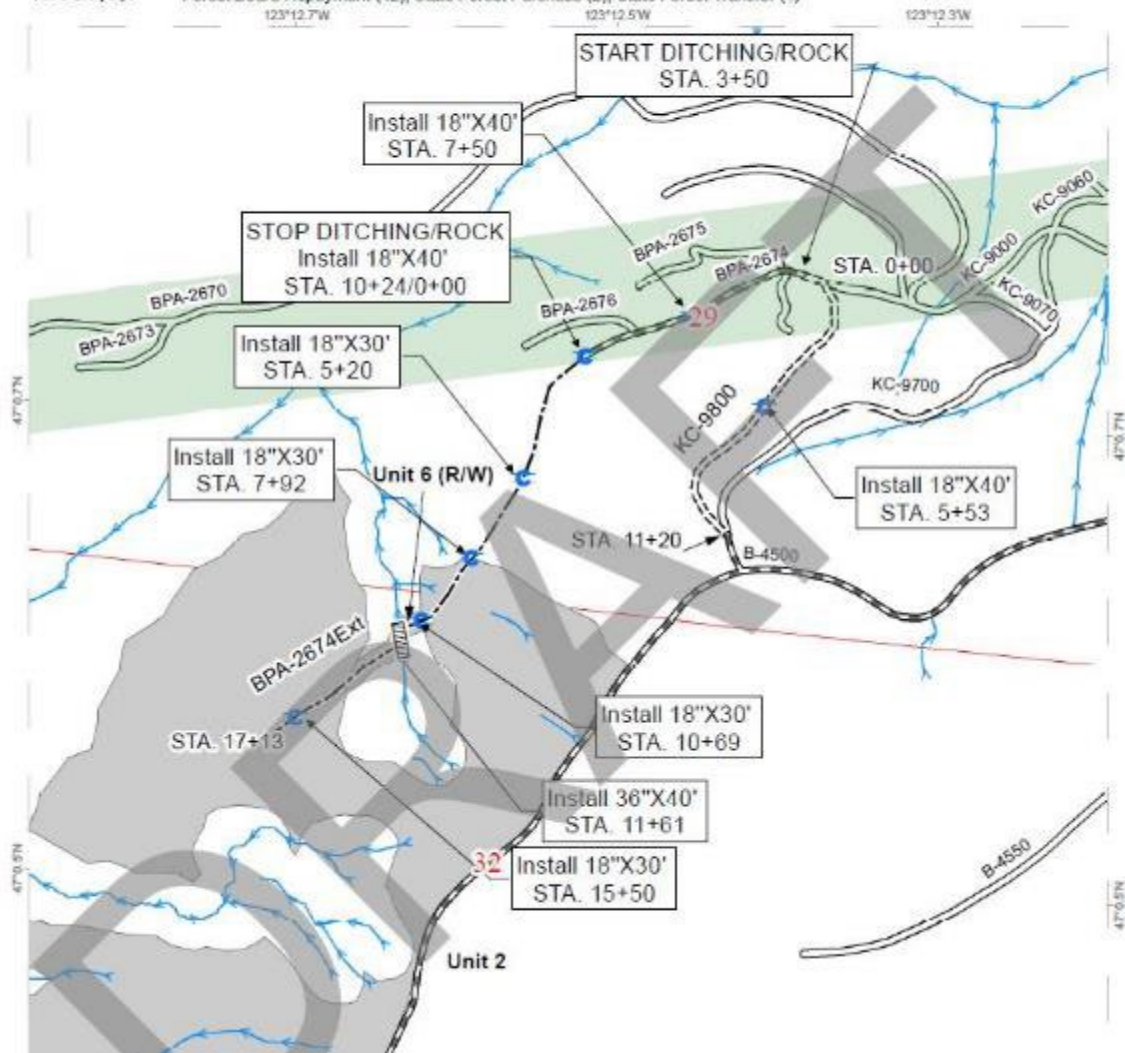 123°12.7'W
123°12.5'W
123°12.3'W
START DITCHING/ROCK
STA. 3+50
Install 18"X40'
STA. 7+50
KC-9060
STOP DITCHING/ROCK
Install 18"X40'
STA. 10+24/0+00
BPA-2675
BPA-2674
STA. 0+00
KC-9000
KC-9070
BPA-2670
BPA-2676
29
BPA-2673
Install 18"X30'
STA. 5+20
47°0.7'N
KC-9700
47°0.7'N
KC-9800
Install 18"X30'
STA. 7+92
Unit 6 (R/W)
Install 18"X40'
STA. 5+53
STA. 11+20
B-4500
BPA-2674Ext
STA. 17+13
Install 18"X30'
STA. 10+69
Install 36"X40'
STA. 11+61
32
Install 18"X30'
STA. 15+50
47°0.5'N
B-4550
47°0.5'N
Unit 2
DRAFT